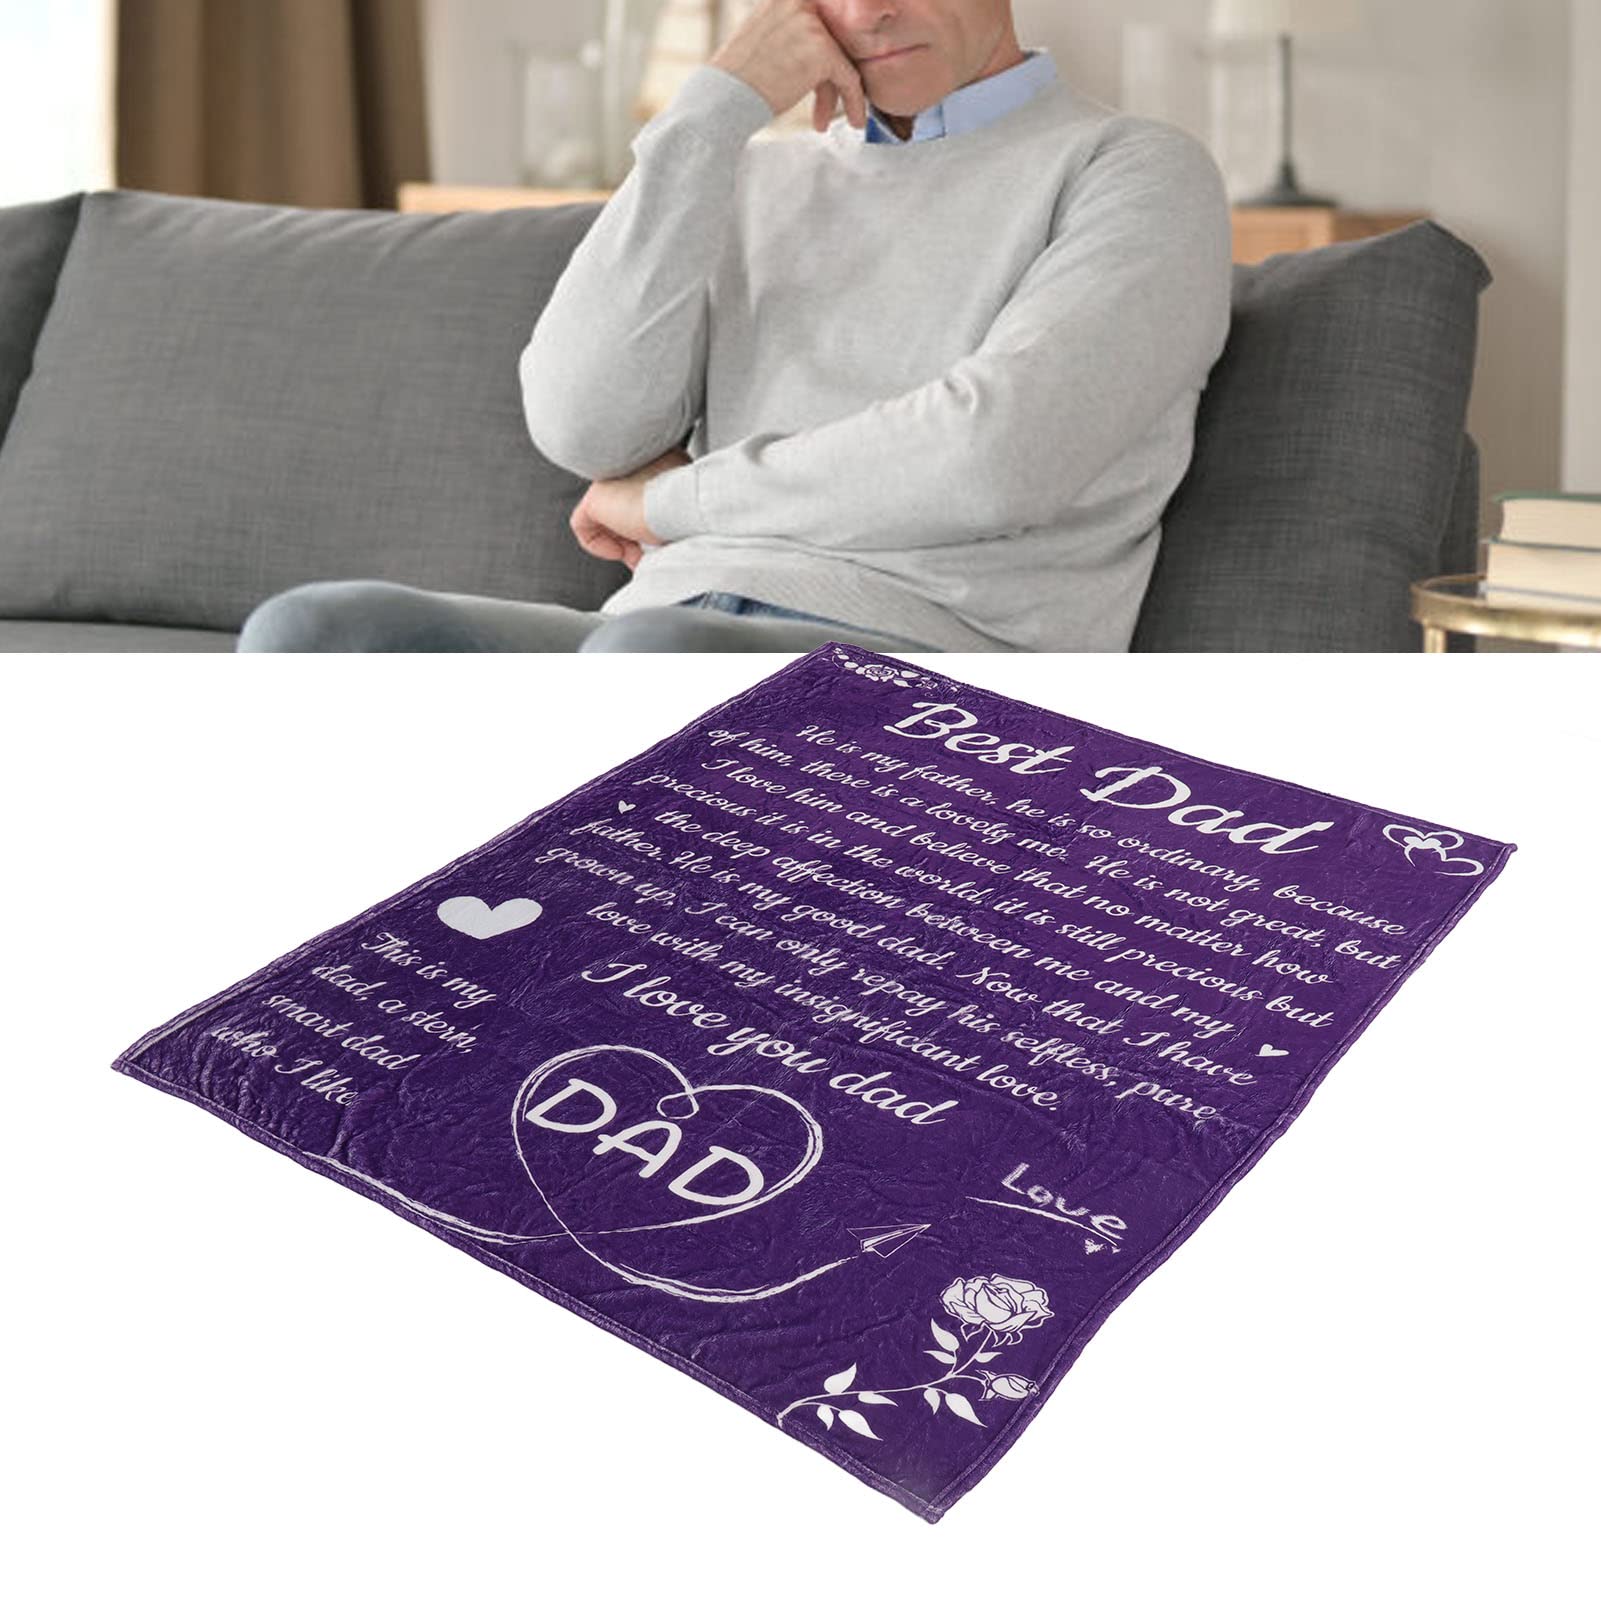 Best Dad
He is my father, he is so ordinary, because
of him, there is a lovely me. He is not great, but
I love him and believe that no matter how
precious it is in the world, it is still precious but
the deep affection between me and my
father. He is my good dad. Now that I have
grown up, I can only repay his selfless, pure
love with my insignificant love.
I love you dad
This is my
dad, a stern,
smart dad
who I like.
DAD
Love